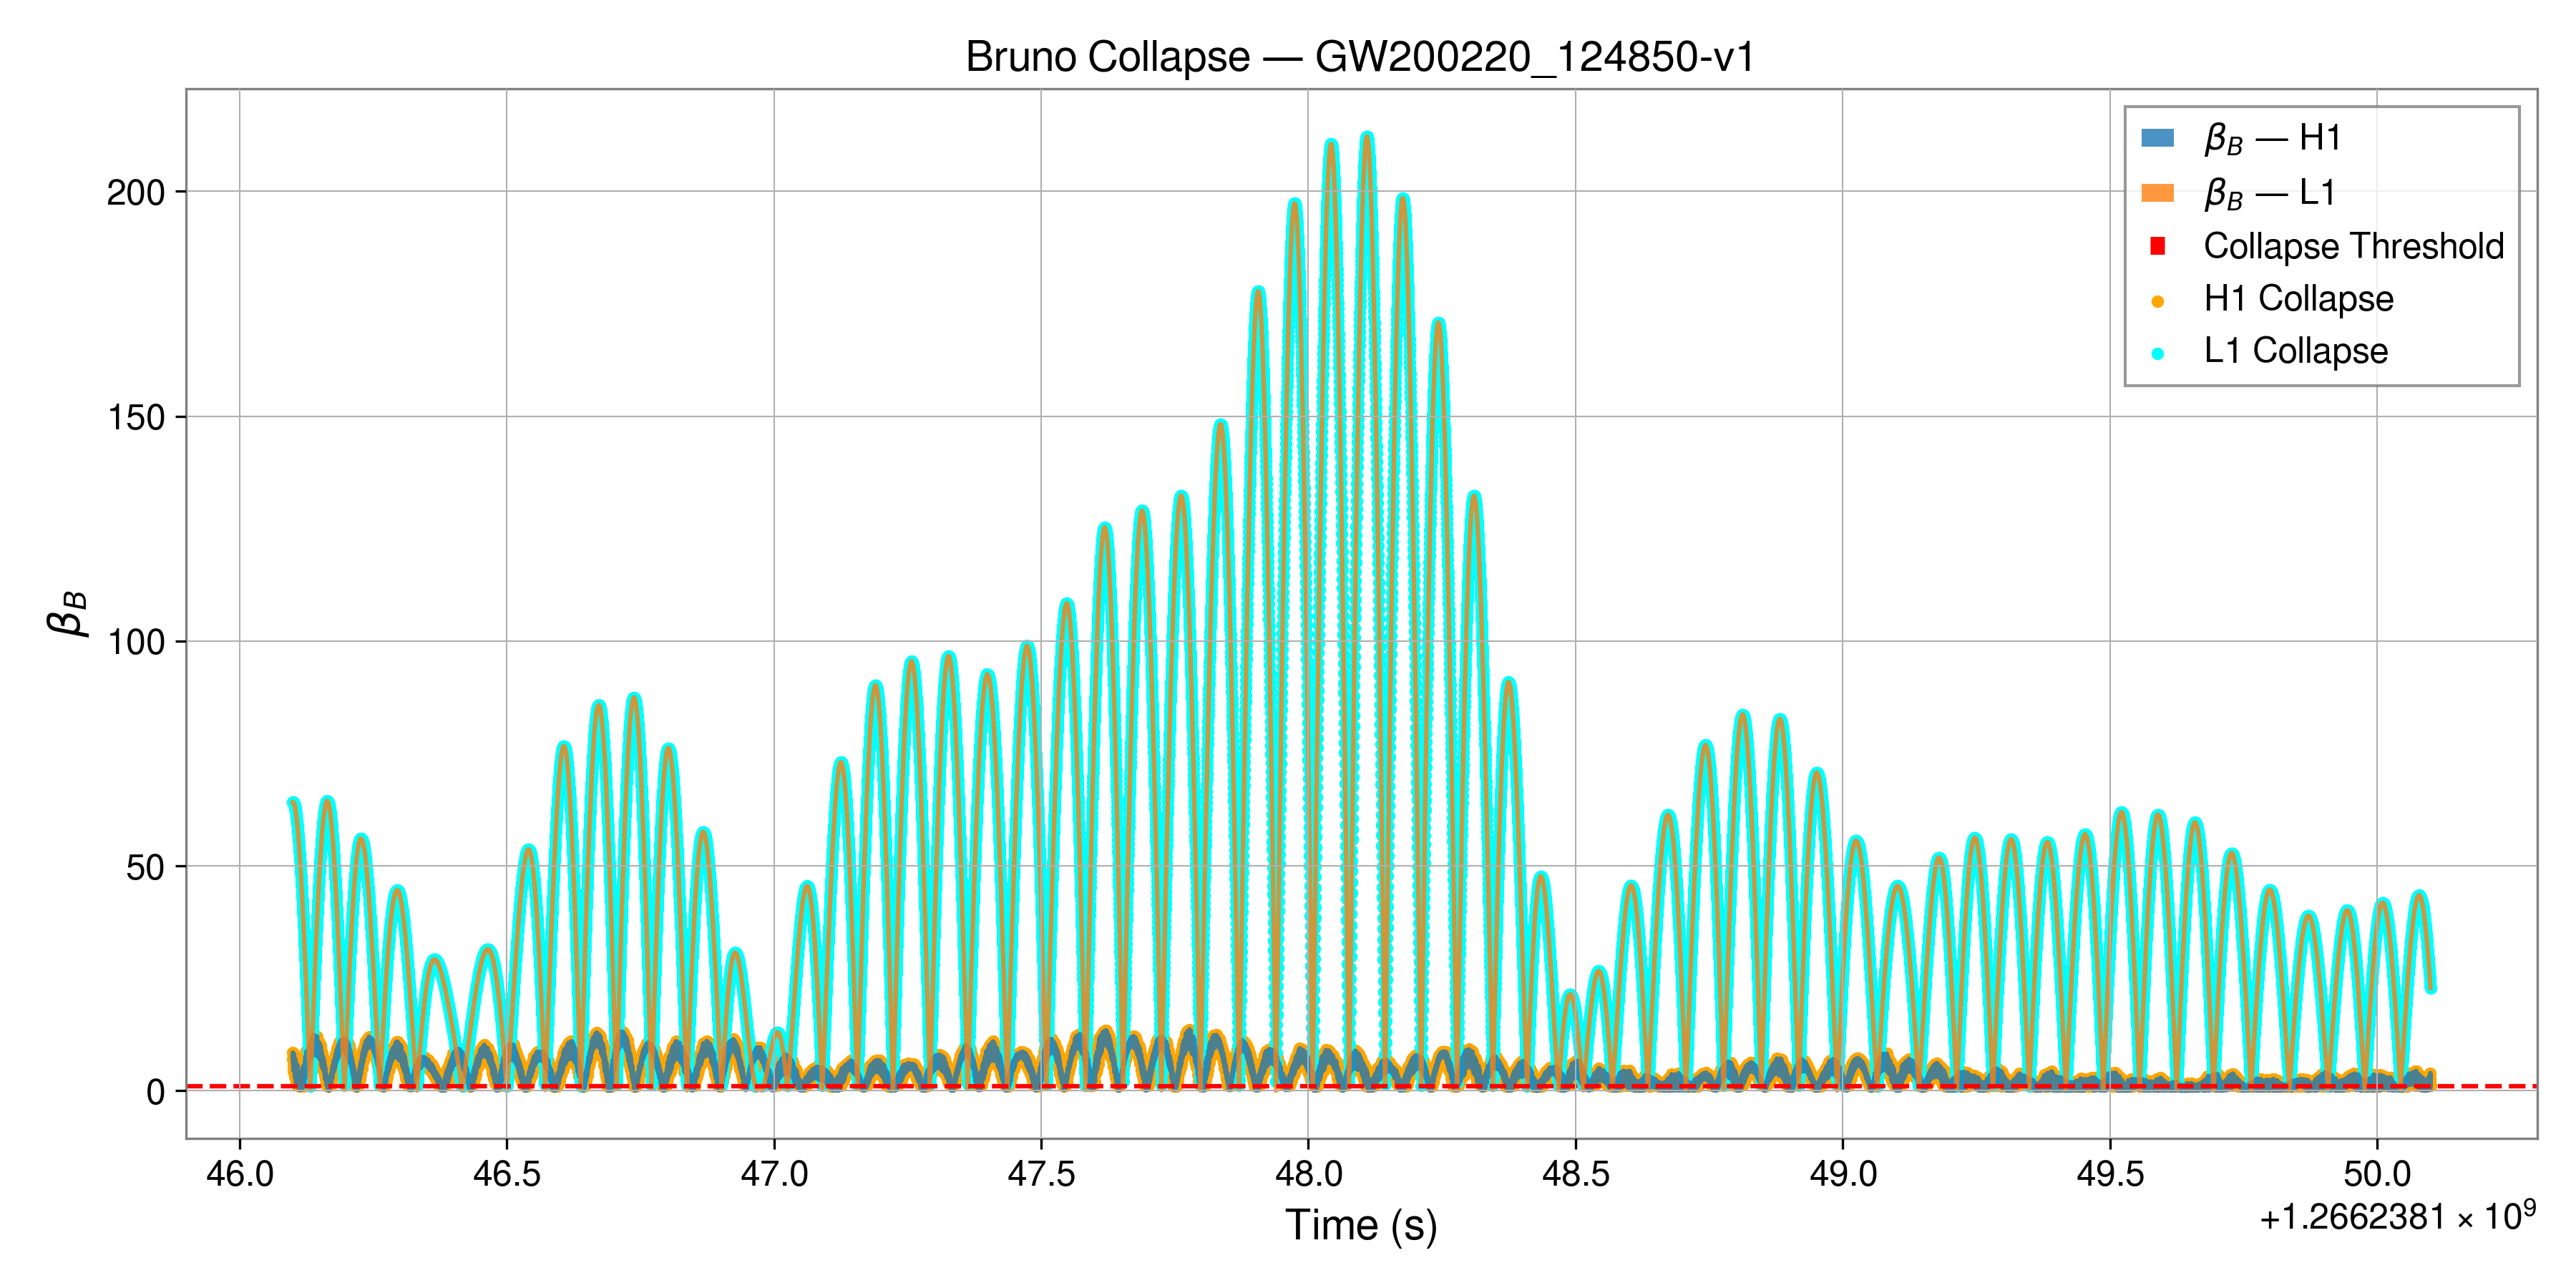 Bruno Collapse — GW200220_124850-v1
β_B — H1
β_B — L1
Collapse Threshold
H1 Collapse
L1 Collapse
β_B
200
150
100
50
0
46.0 46.5 47.0 47.5 48.0 48.5 49.0 49.5 50.0
+1.2662381 × 10⁹
Time (s)